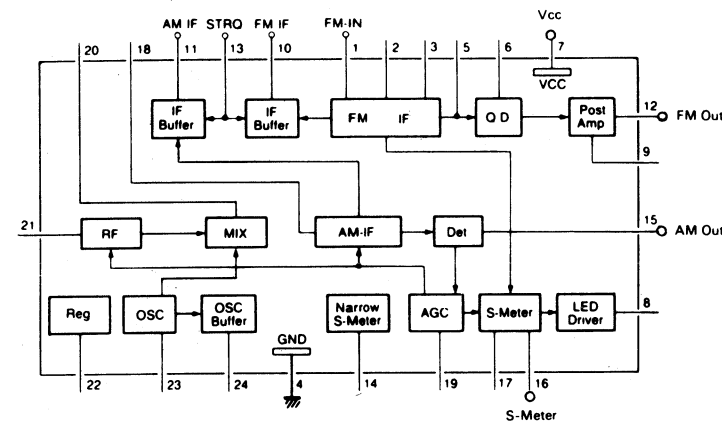 AM IF STRQ FM IF FM-IN Vcc
20 18 11 13 10 1 2 3 5 6 7
VCC
IF Buffer
IF Buffer
FM IF
QD
Post Amp
12 FM Out
9
21
RF
MIX
AM-IF
Det
15 AM Out
Reg
OSC
OSC Buffer
GND
Narrow S-Meter
AGC
S-Meter
LED Driver
8
22 23 24 4 14 19 17 16
S-Meter